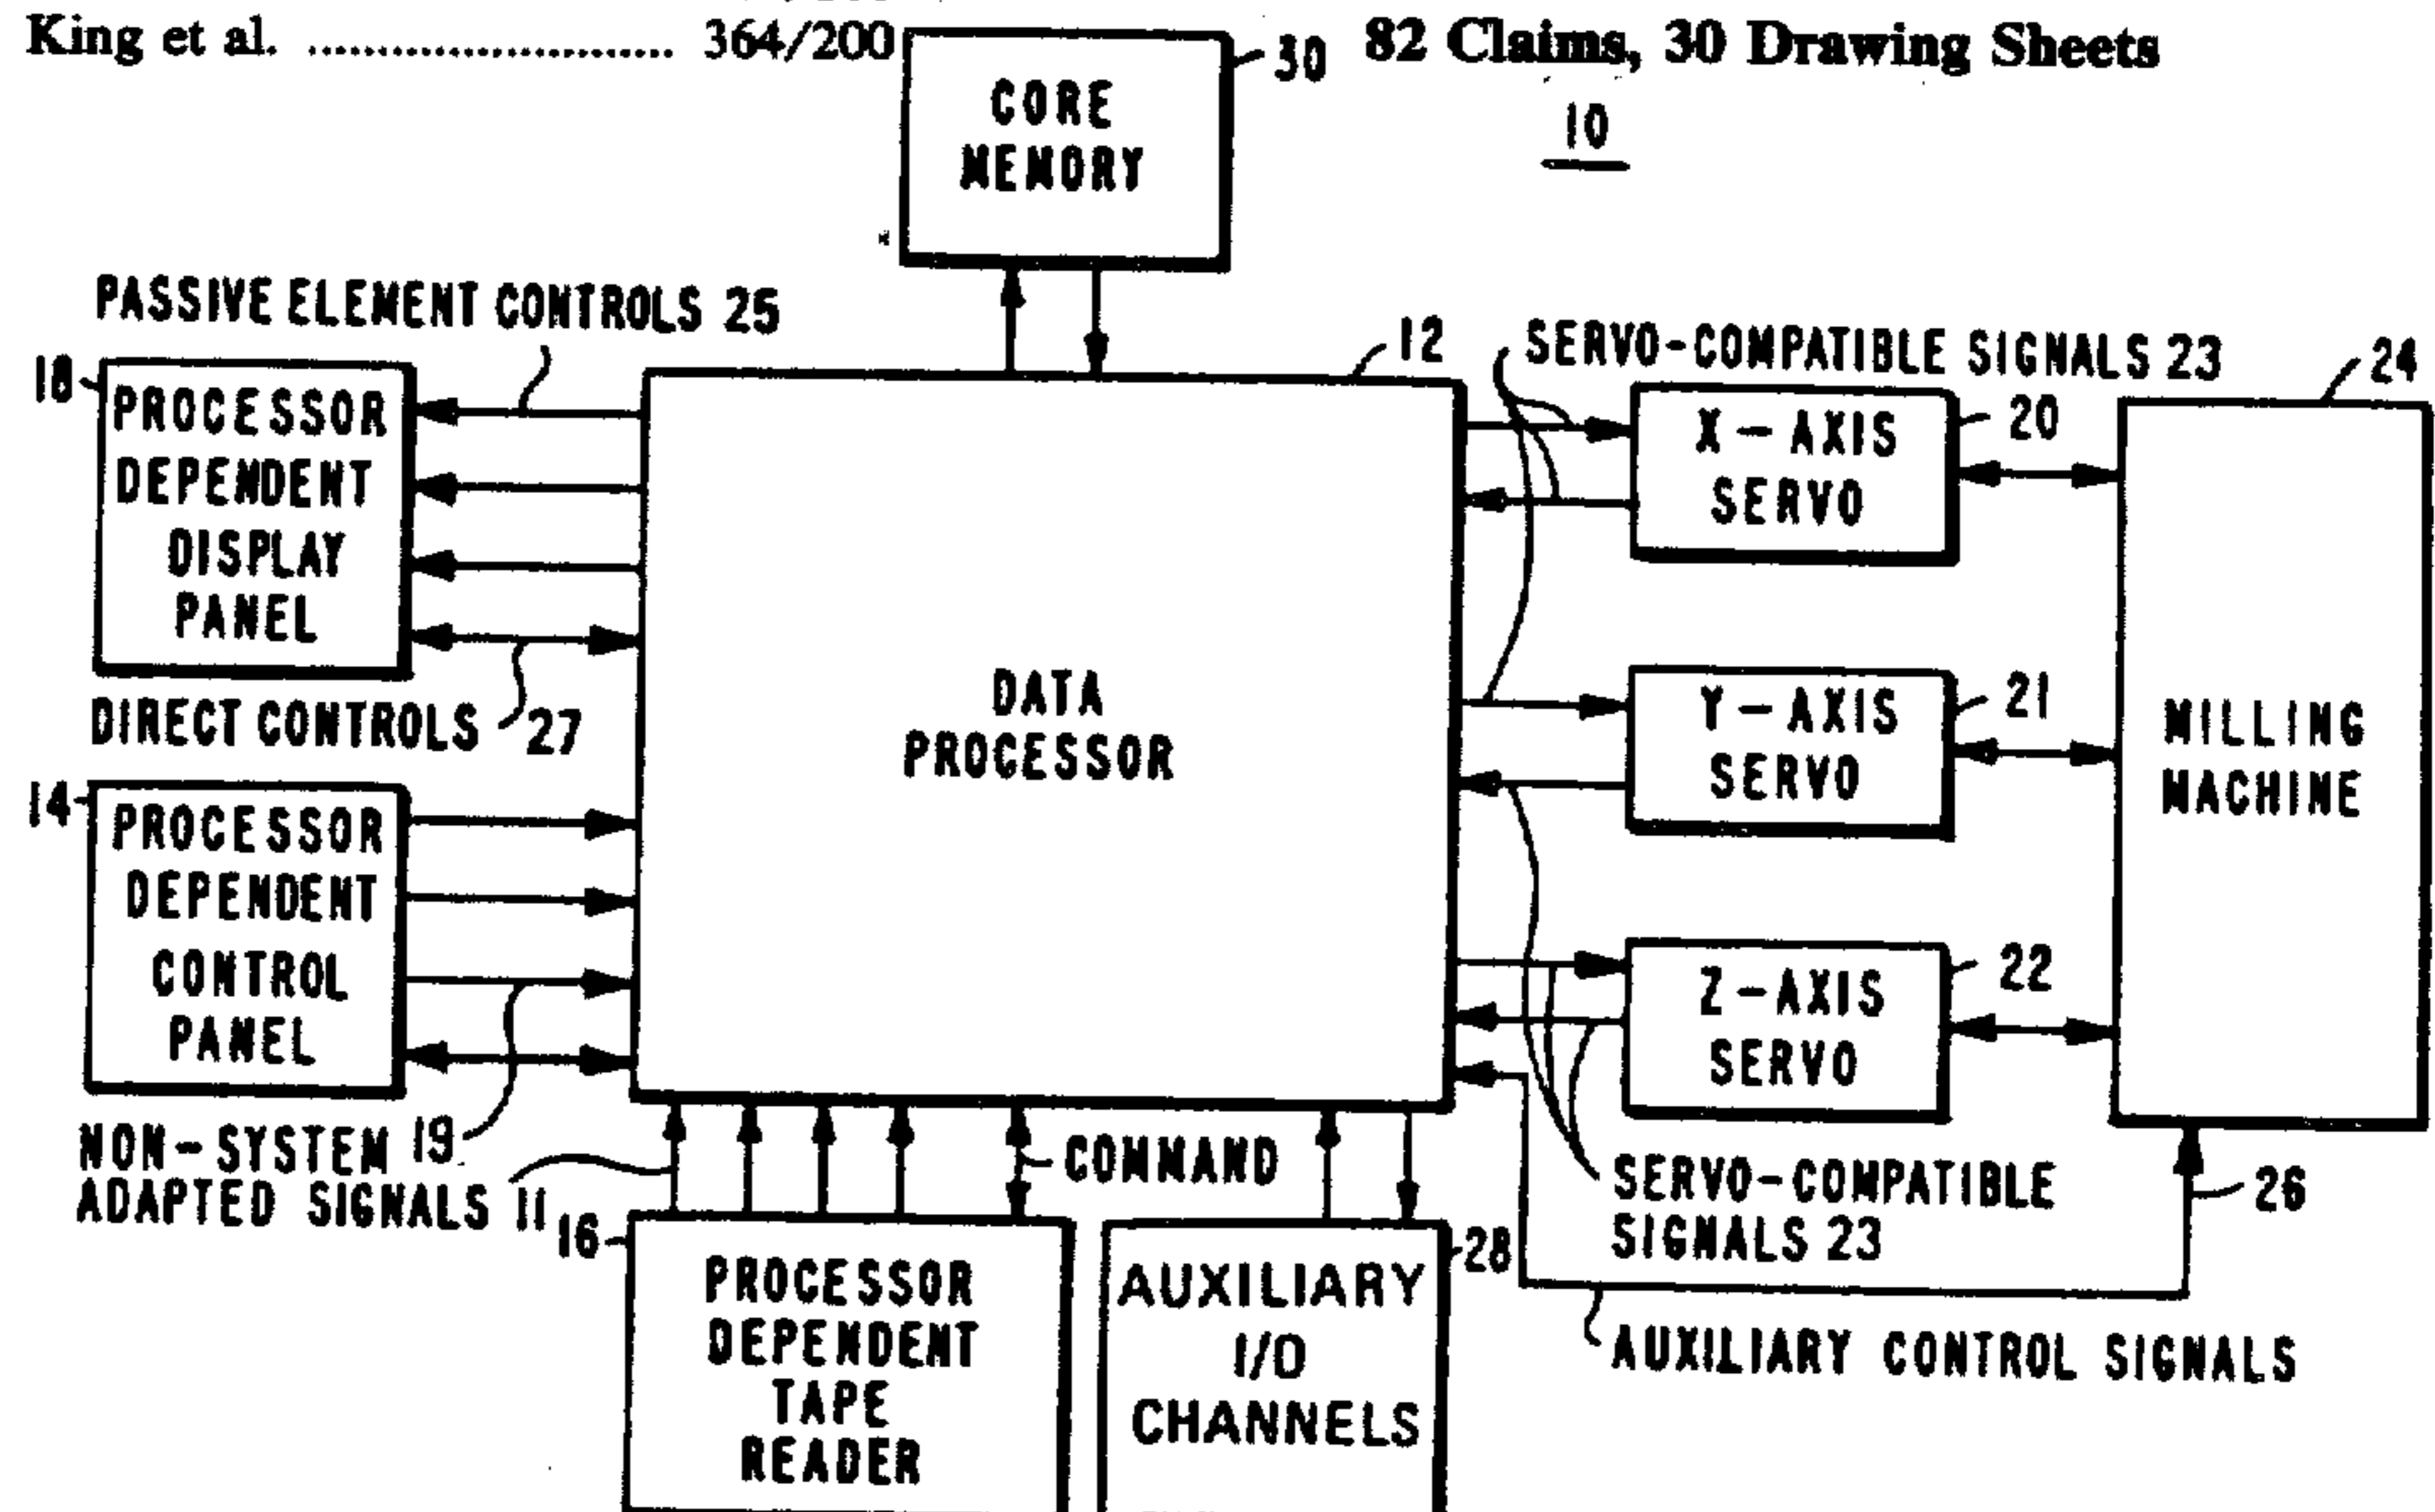 King et al. .......................... 364/200
82 Claims, 30 Drawing Sheets
10
CORE
MEMORY
30
PASSIVE ELEMENT CONTROLS 25
18
PROCESSOR
DEPENDENT
DISPLAY
PANEL
DIRECT CONTROLS 27
14
PROCESSOR
DEPENDENT
CONTROL
PANEL
NON-SYSTEM 19
ADAPTED SIGNALS 11
12
DATA
PROCESSOR
SERVO-COMPATIBLE SIGNALS 23
X-AXIS
SERVO
20
Y-AXIS
SERVO
21
Z-AXIS
SERVO
22
24
MILLING
MACHINE
COMMAND
16
PROCESSOR
DEPENDENT
TAPE
READER
AUXILIARY
I/O
CHANNELS
28
SERVO-COMPATIBLE
SIGNALS 23
26
AUXILIARY CONTROL SIGNALS